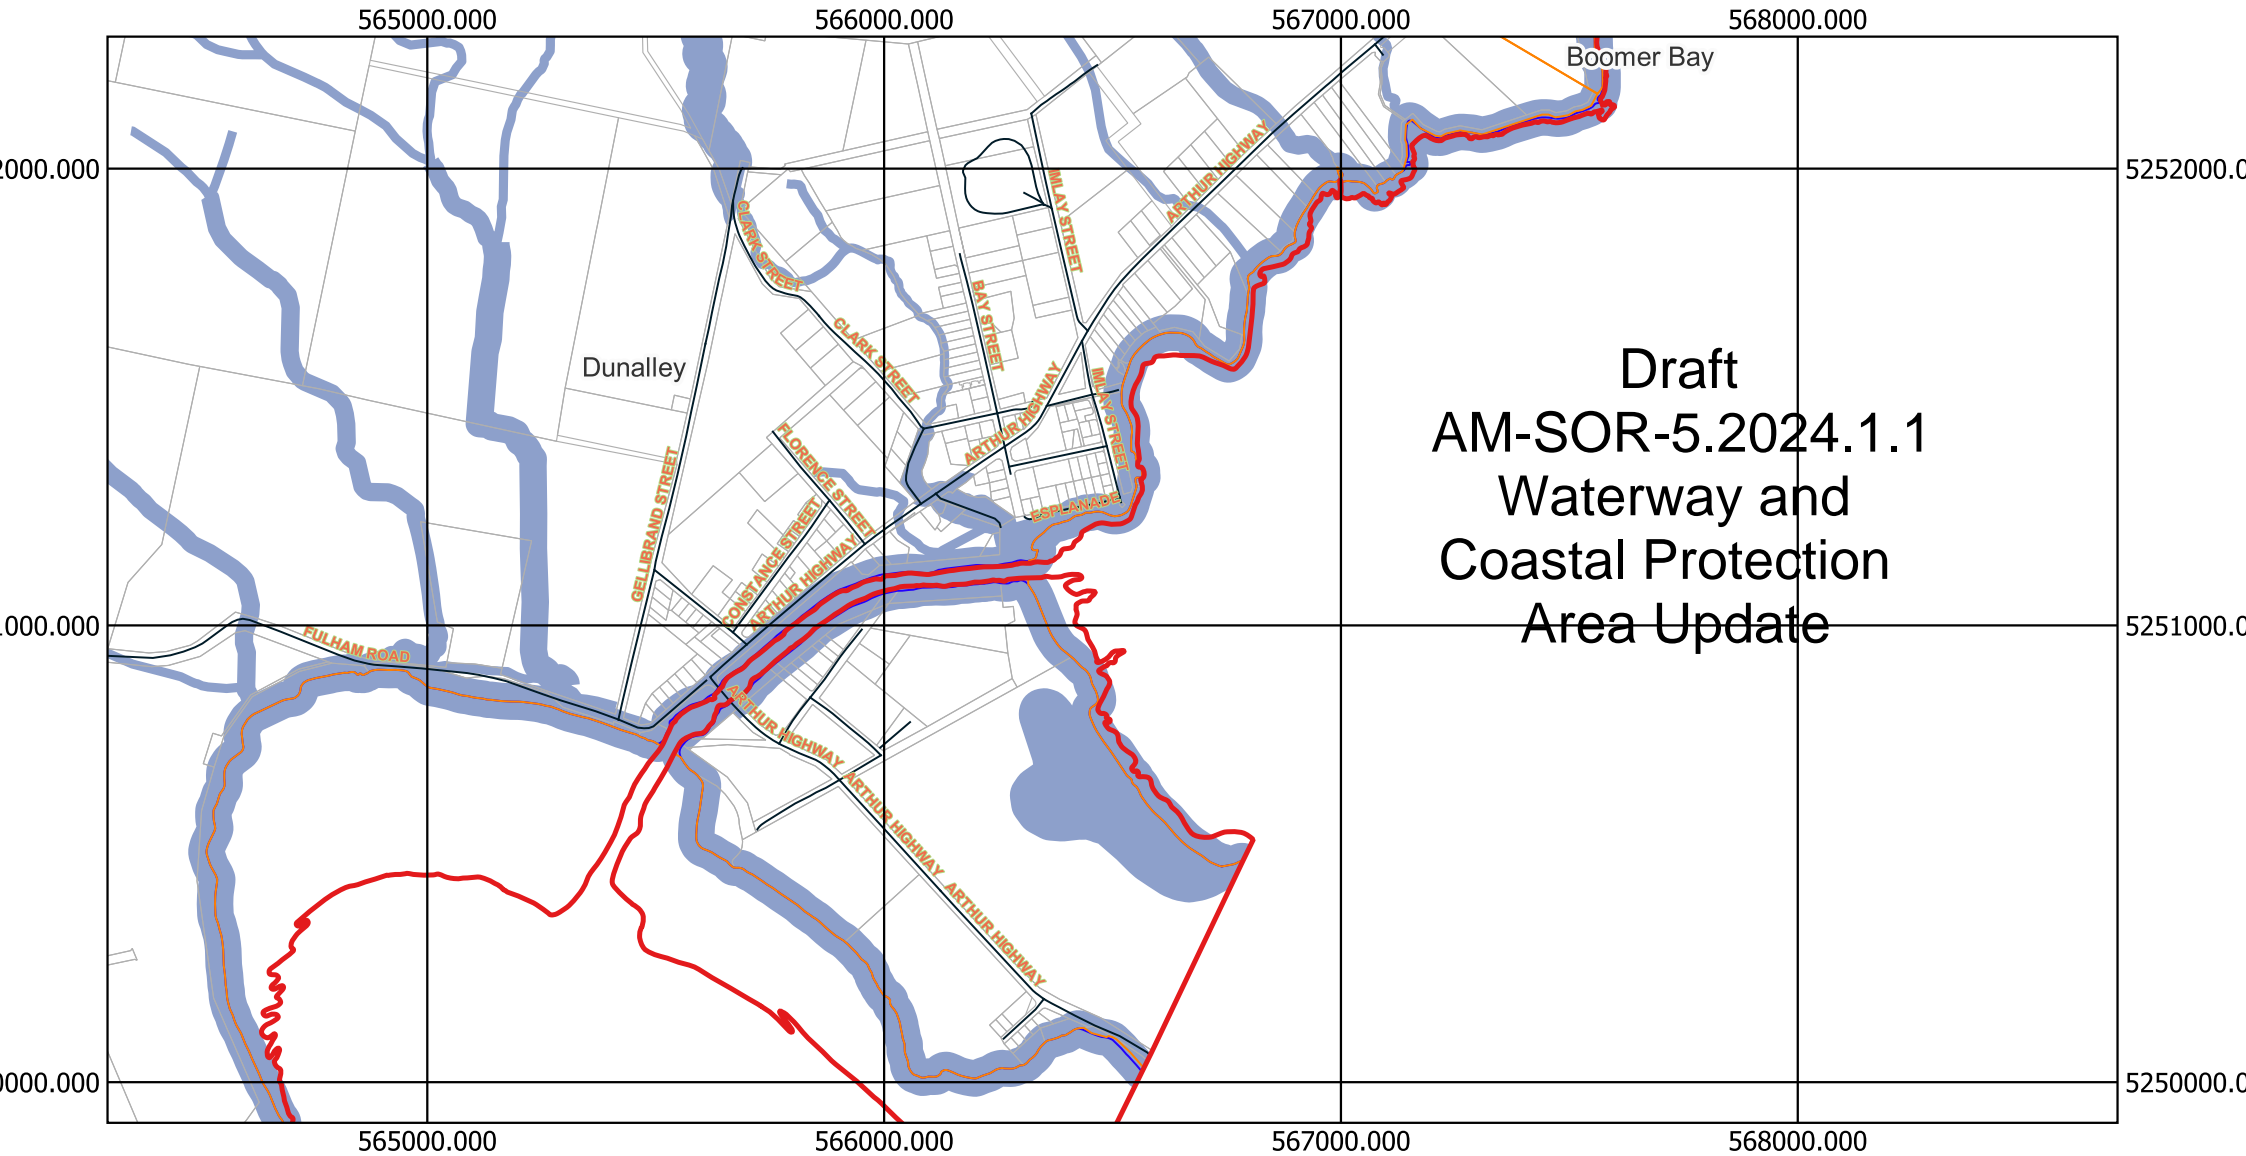 565000.000 566000.000 567000.000 568000.000
Boomer Bay
2000.000 5252000.0
ARTHUR HIGHWAY
IMLAY STREET
CLARK STREET
BAY STREET
CLARK STREET
Dunalley
IMLAY STREET
ARTHUR HIGHWAY
Draft
AM-SOR-5.2024.1.1
Waterway and
Coastal Protection
Area Update
FLORENCE STREET
GELLIBRAND STREET
CONSTANCE STREET
ESPLANADE
ARTHUR HIGHWAY
000.000 5251000.0
FULHAM ROAD
ARTHUR HIGHWAY
ARTHUR HIGHWAY
ARTHUR HIGHWAY
0000.000 5250000.0
565000.000 566000.000 567000.000 568000.000